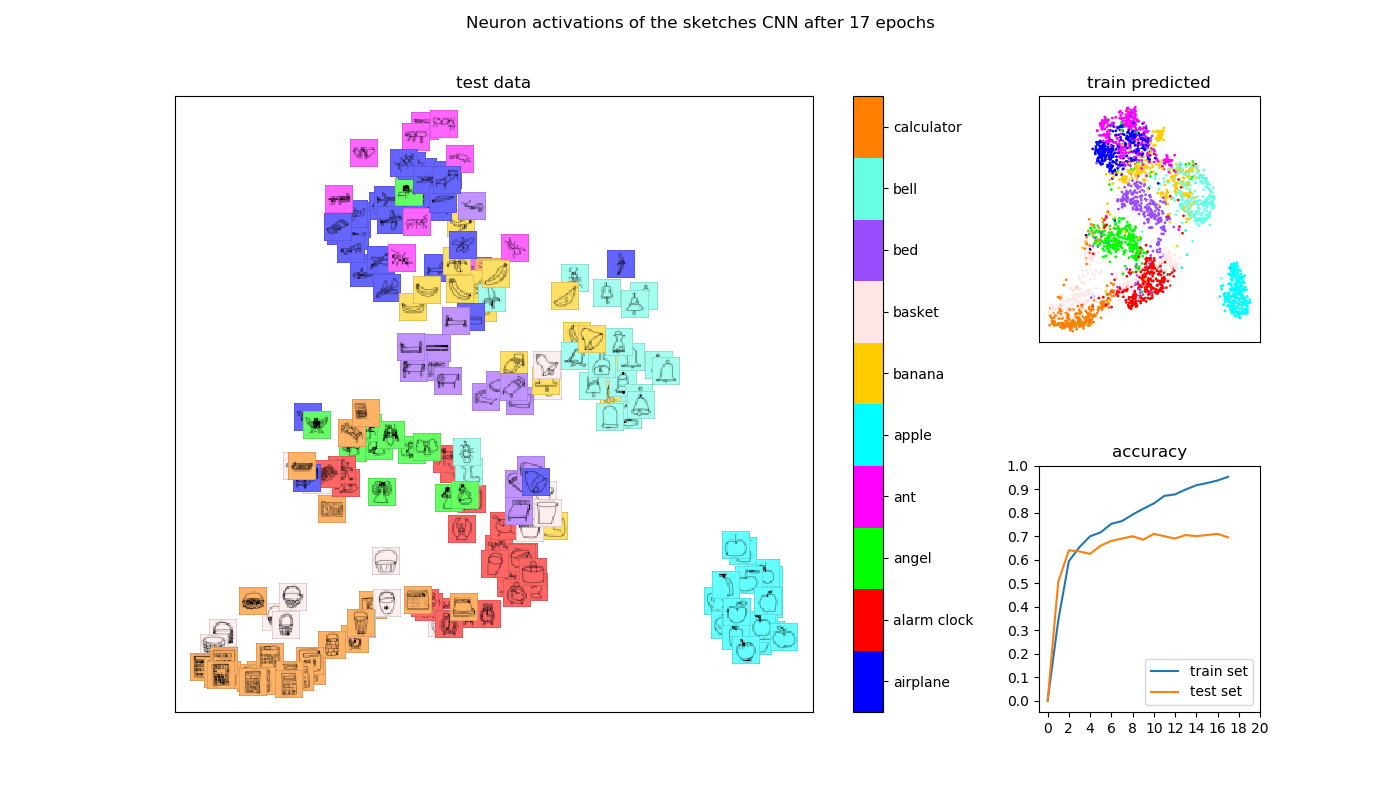 Neuron activations of the sketches CNN after 17 epochs
test data
calculator
bell
bed
basket
banana
apple
ant
angel
alarm clock
airplane
train predicted
accuracy
1.0
0.9
0.8
0.7
0.6
0.5
0.4
0.3
0.2
0.1
0.0
train set
test set
0 2 4 6 8 10 12 14 16 18 20